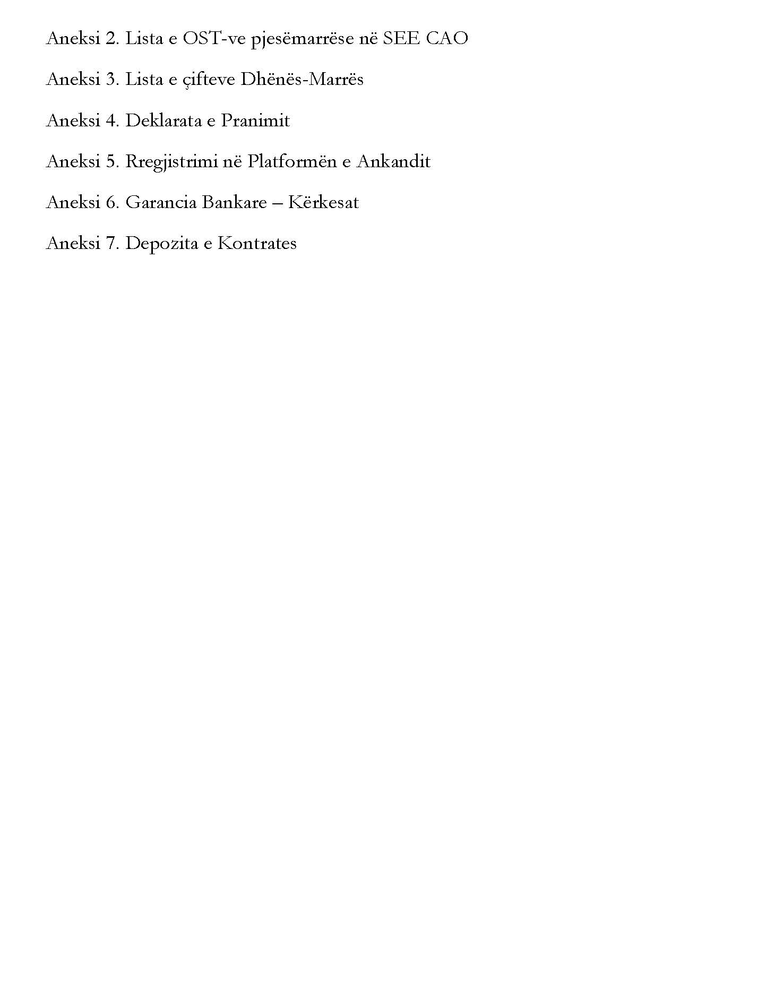 Aneksi 2. Lista e OST-ve pjesëmarrëse në SEE CAO
Aneksi 3. Lista e çifteve Dhënës-Marrës
Aneksi 4. Deklarata e Pranimit
Aneksi 5. Rregjistrimi në Platformën e Ankandit
Aneksi 6. Garancia Bankare – Kërkesat
Aneksi 7. Depozita e Kontrates